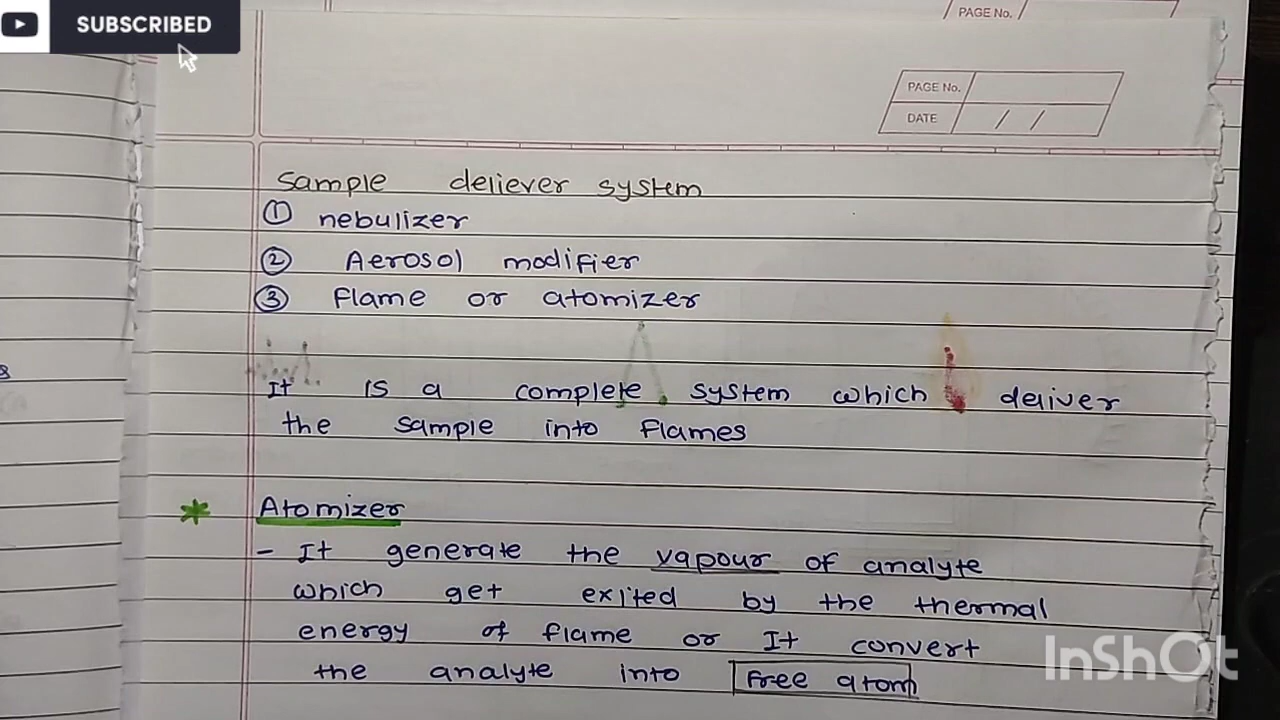 SUBSCRIBED
PAGE No.
PAGE No.
DATE / /
Sample deliever system
① nebulizer
② Aerosol modifier
③ flame or atomizer
It is a complete system which deliver
the sample into flames
* Atomizer
- It generate the vapour of analyte
which get exited by the thermal
energy of flame or It convert
the analyte into free atom
InShOt